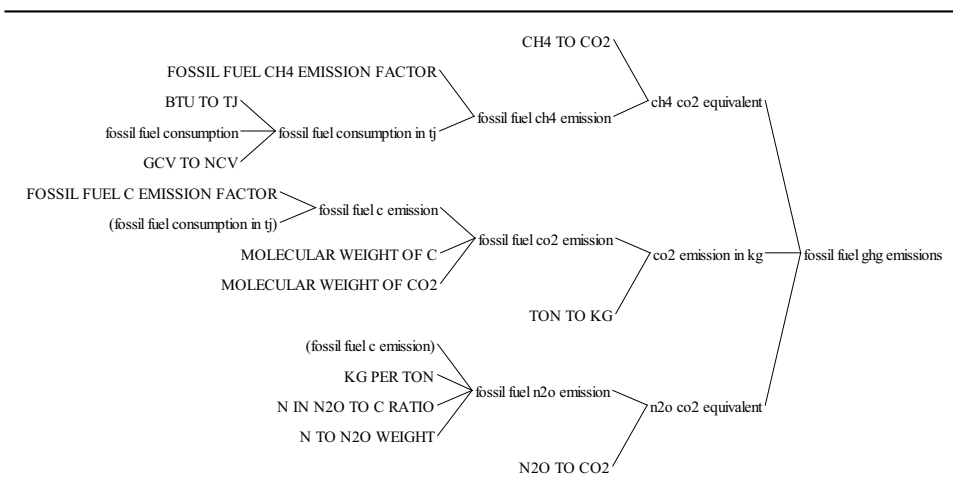 CH4 TO CO2
FOSSIL FUEL CH4 EMISSION FACTOR
BTU TO TJ
ch4 co2 equivalent
fossil fuel ch4 emission
fossil fuel consumption
fossil fuel consumption in tj
GCV TO NCV
FOSSIL FUEL C EMISSION FACTOR
fossil fuel c emission
(fossil fuel consumption in tj)
fossil fuel co2 emission
MOLECULAR WEIGHT OF C
co2 emission in kg
fossil fuel ghg emissions
MOLECULAR WEIGHT OF CO2
TON TO KG
(fossil fuel c emission)
KG PER TON
fossil fuel n2o emission
N IN N2O TO C RATIO
n2o co2 equivalent
N TO N2O WEIGHT
N2O TO CO2